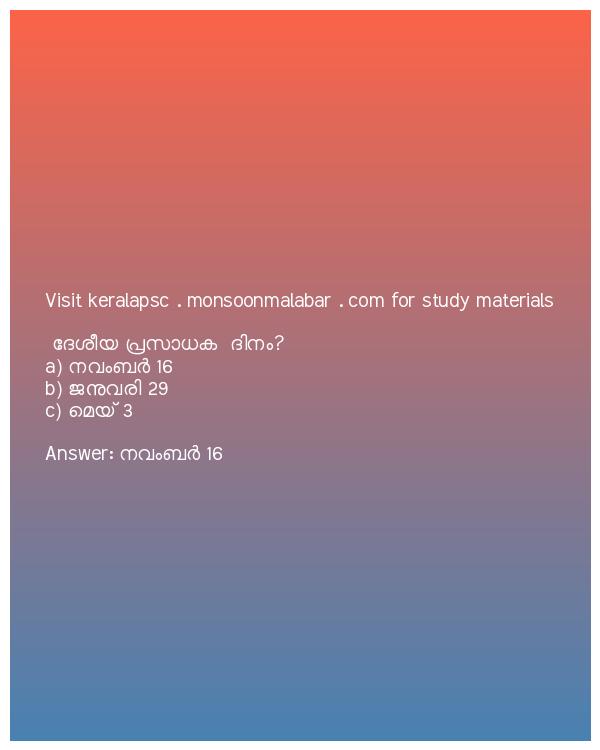 Visit keralapsc . monsoonmalabar . com for study materials
ദേശീയ പ്രസാധക ദിനം?
a) നവംബർ 16
b) ജനുവരി 29
c) മെയ് 3
Answer: നവംബർ 16